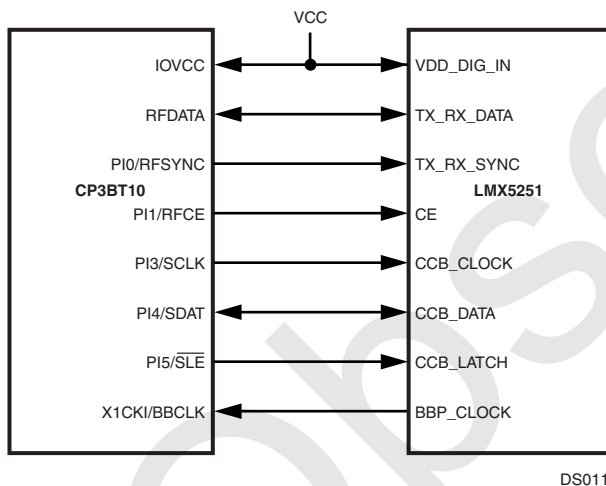 VCC
IOVCC VDD_DIG_IN
RFDATA TX_RX_DATA
PI0/RFSYNC TX_RX_SYNC
CP3BT10 LMX5251
PI1/RFCE CE
PI3/SCLK CCB_CLOCK
PI4/SDAT CCB_DATA
PI5/SLE CCB_LATCH
X1CKI/BBCLK BBP_CLOCK
DS011